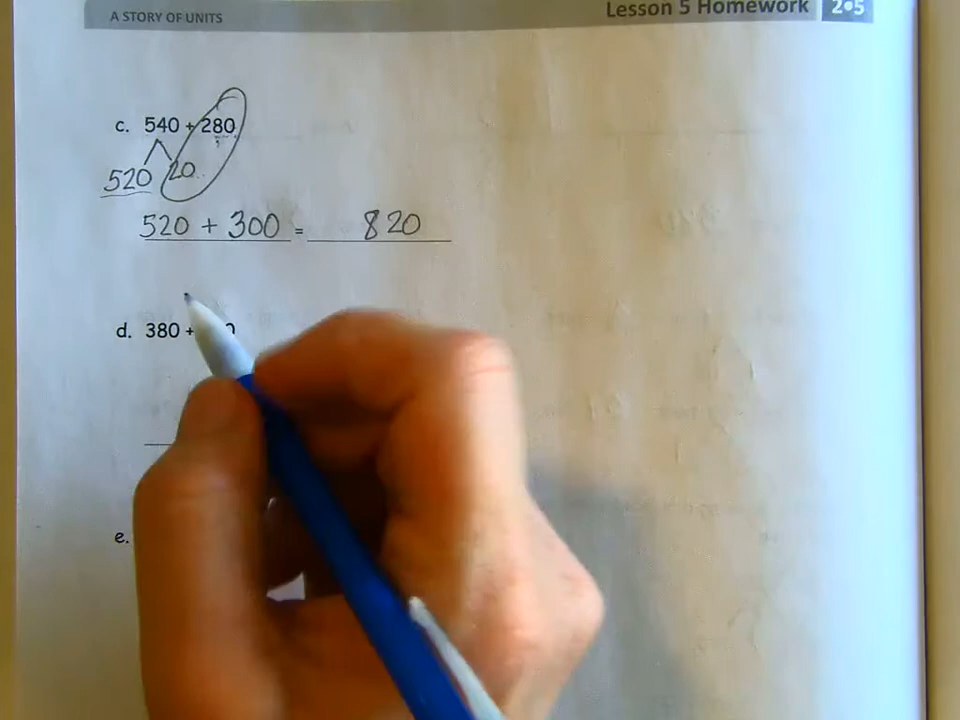 A STORY OF UNITS
Lesson 5 Homework 2•5
c. 540 + 280
520 20
520 + 300 = 820
d. 380 +
e.